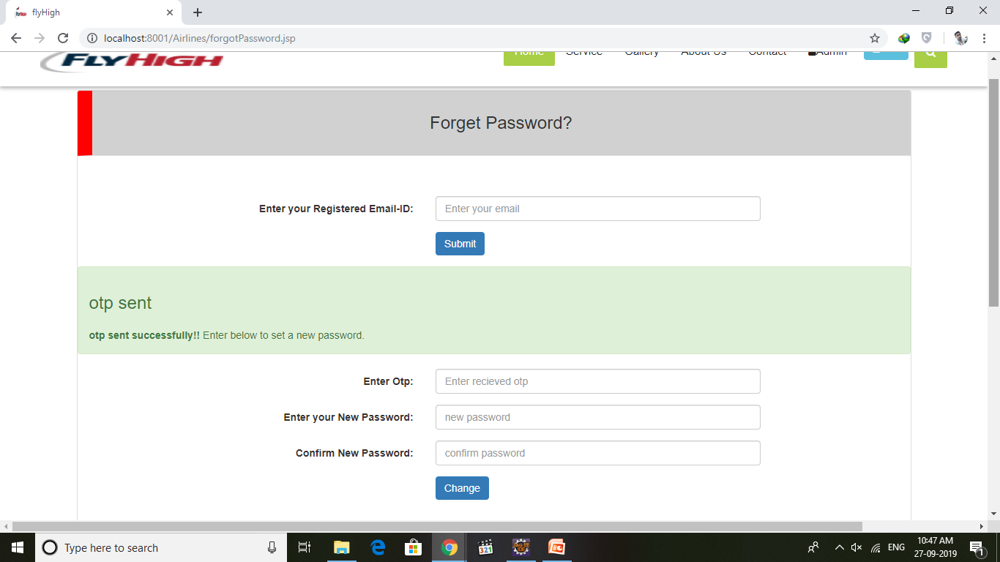 flyHigh
localhost:8001/Airlines/forgotPassword.jsp
FLYHIGH
Home Service Gallery About Us Contact Admin
Forget Password?
Enter your Registered Email-ID: Enter your email
Submit
otp sent
otp sent successfully!! Enter below to set a new password.
Enter Otp: Enter recieved otp
Enter your New Password: new password
Confirm New Password: confirm password
Change
Type here to search
ENG
10:47 AM
27-09-2019
1